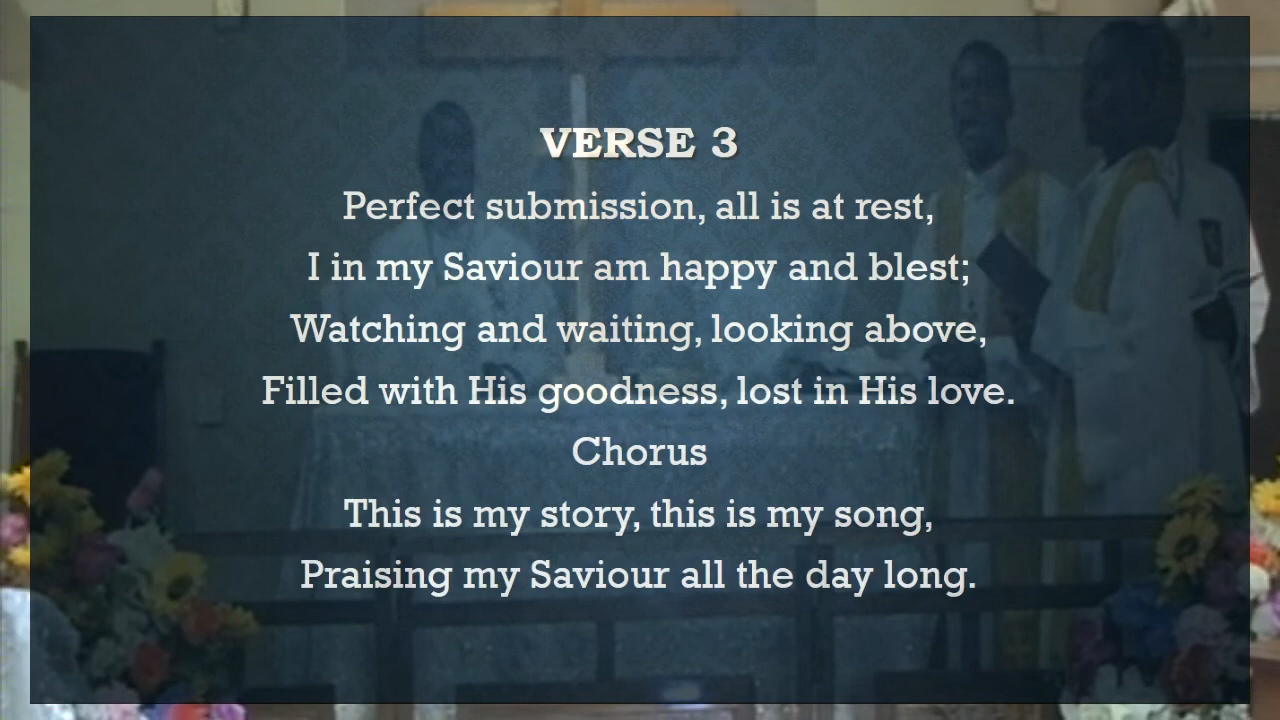 VERSE 3
Perfect submission, all is at rest,
I in my Saviour am happy and blest;
Watching and waiting, looking above,
Filled with His goodness, lost in His love.
Chorus
This is my story, this is my song,
Praising my Saviour all the day long.